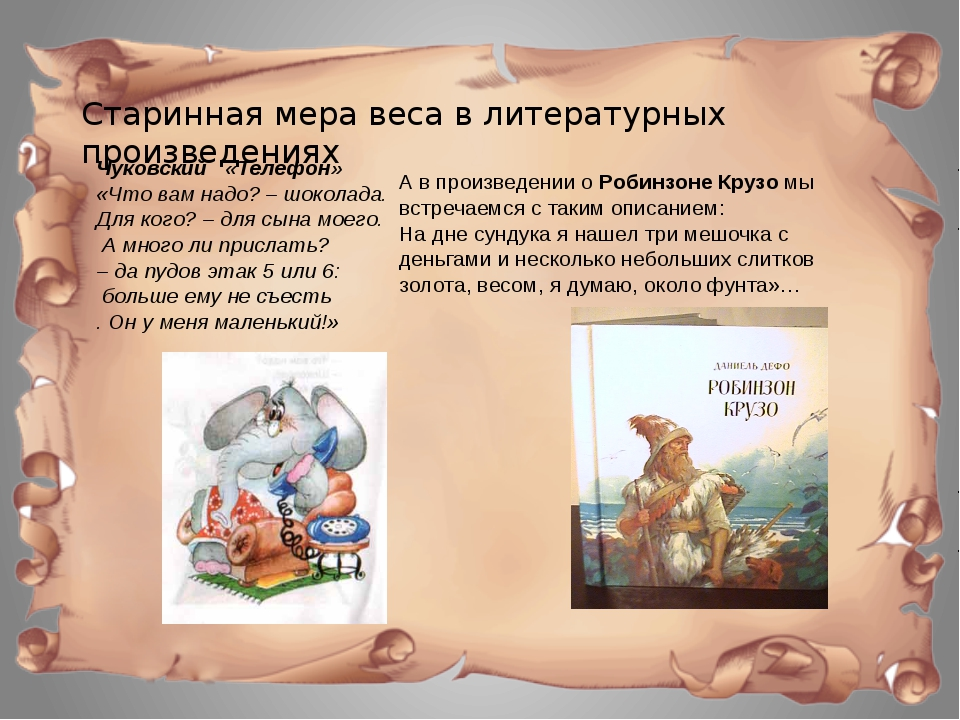 Старинная мера веса в литературных
произведениях
Чуковский «Телефон»
«Что вам надо? – шоколада.
Для кого? – для сына моего.
А много ли прислать?
– да пудов этак 5 или 6:
больше ему не съесть
. Он у меня маленький!»
А в произведении о Робинзоне Крузо мы
встречаемся с таким описанием:
На дне сундука я нашел три мешочка с
деньгами и несколько небольших слитков
золота, весом, я думаю, около фунта»…
ДАНИЕЛЬ ДЕФО
РОБИНЗОН
КРУЗО